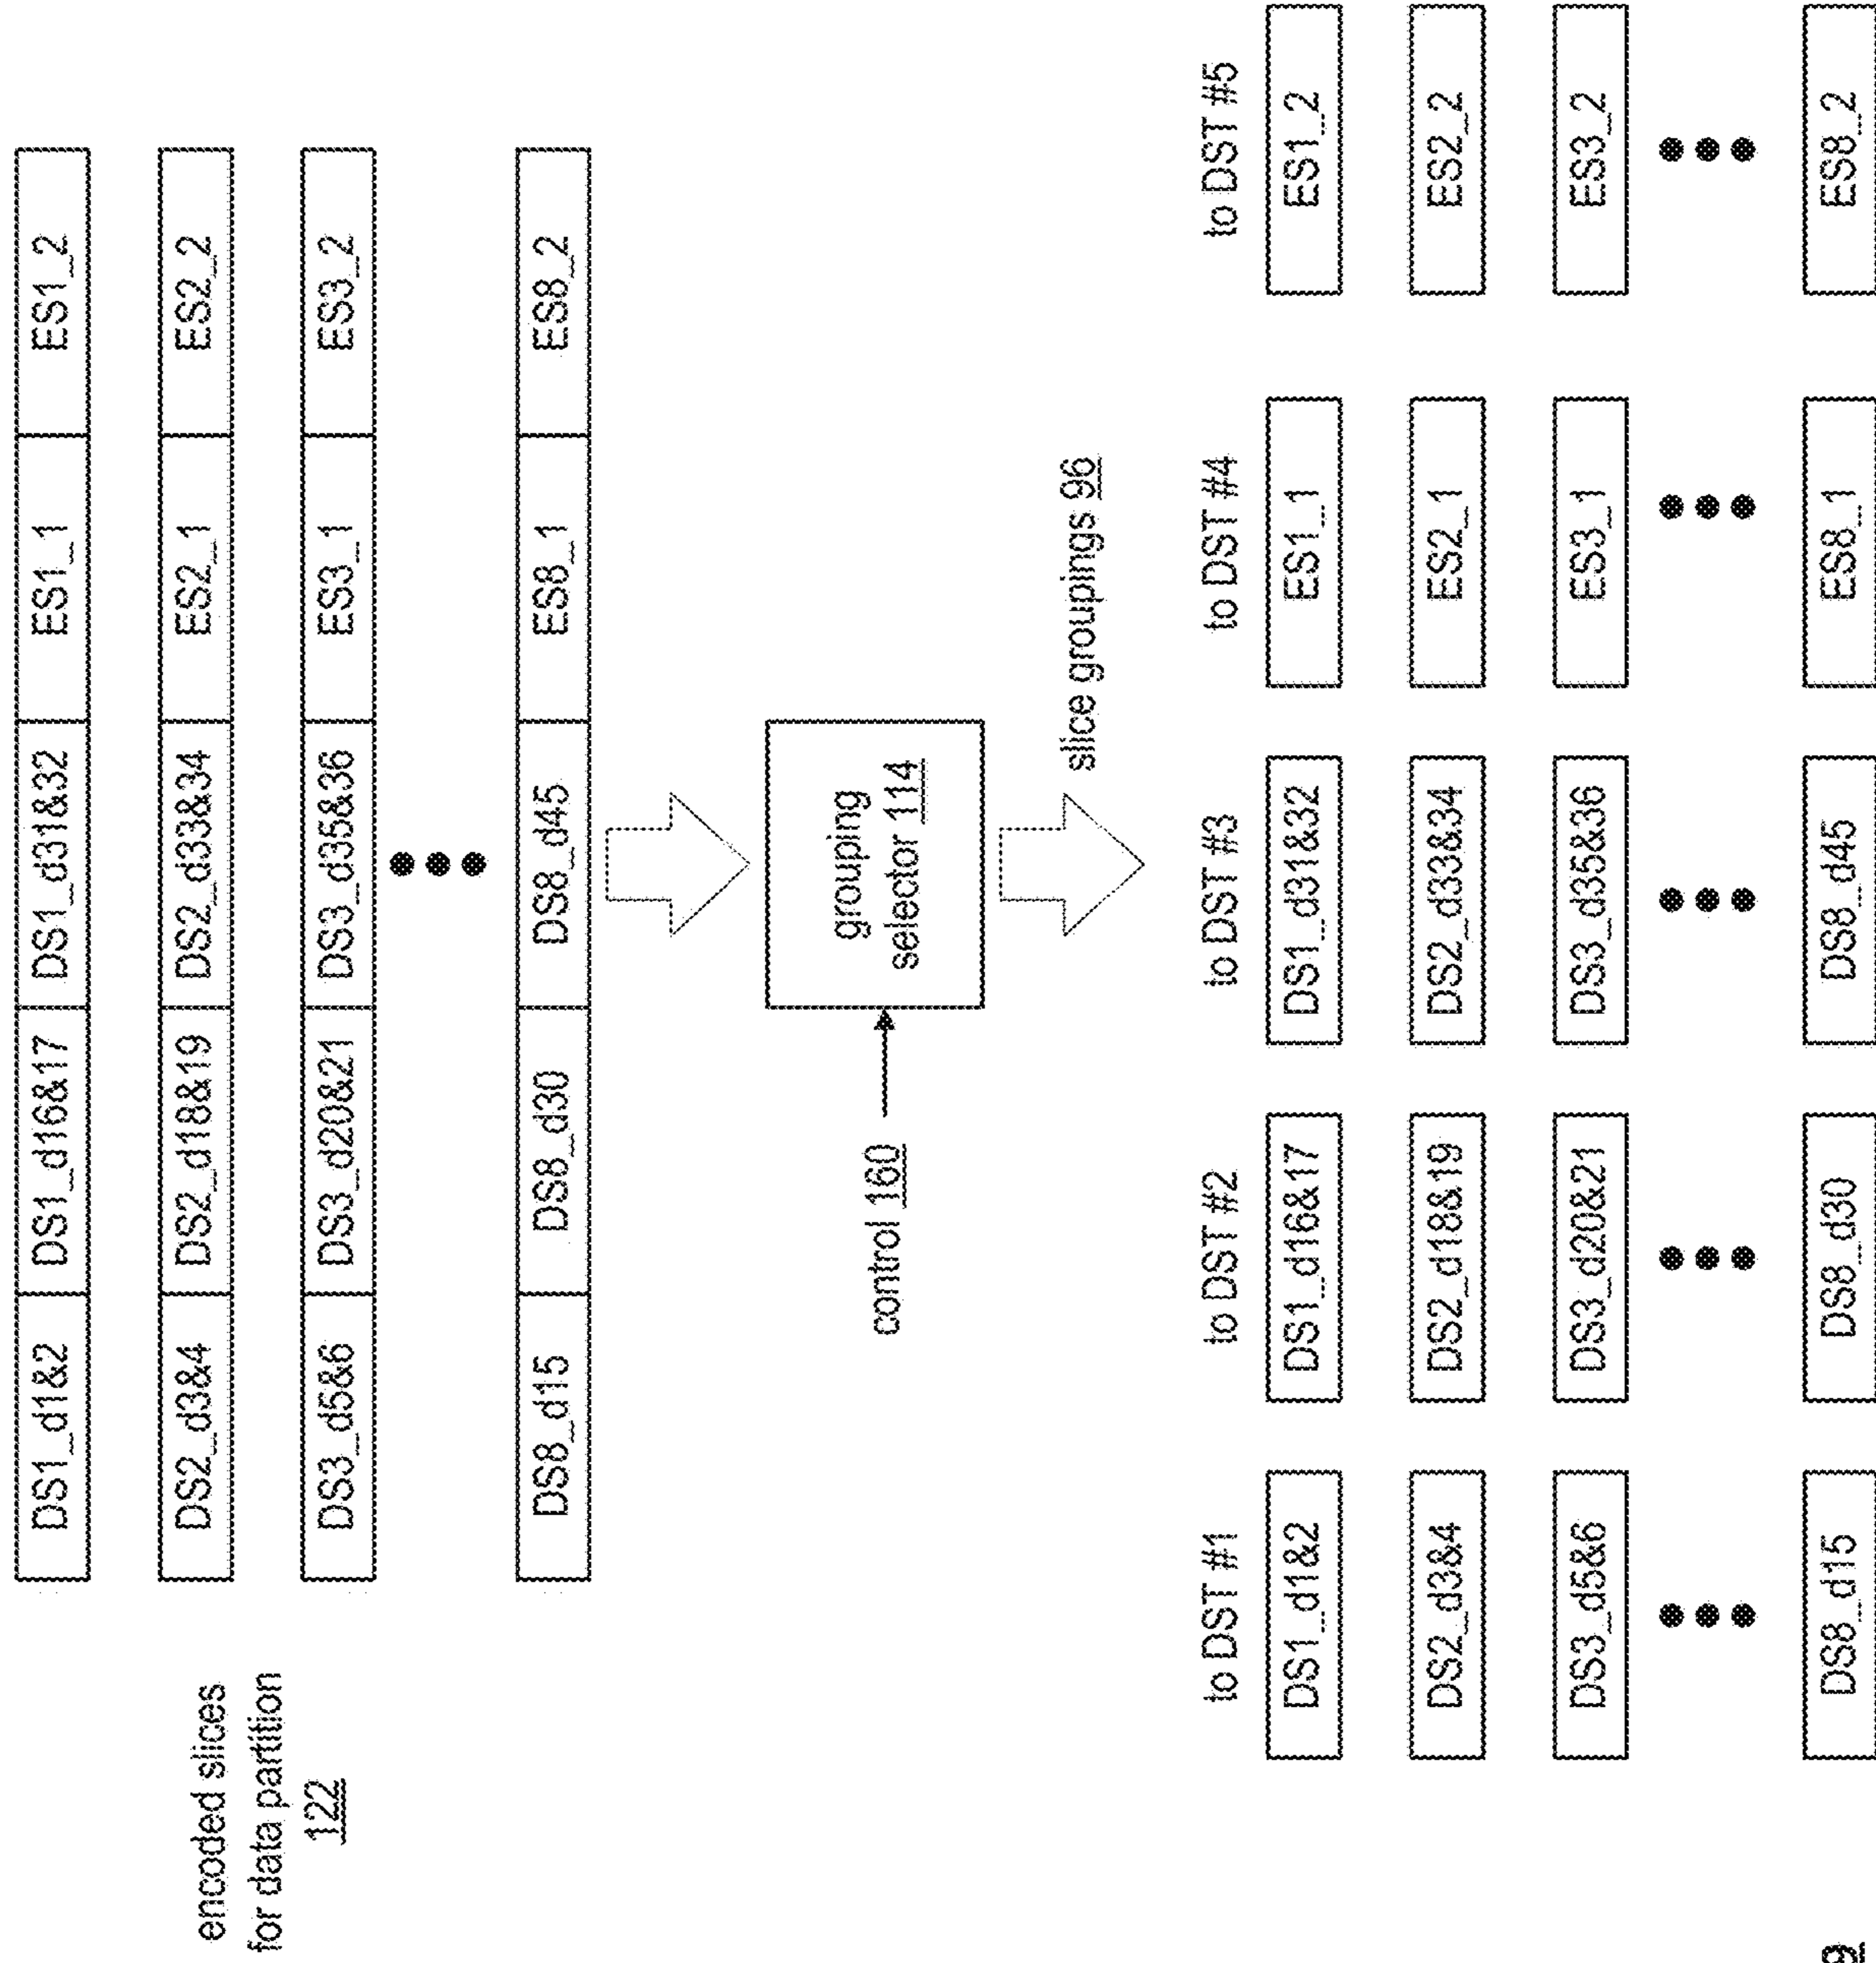 encoded slices
for data partition
122
DS1_d1&2 DS1_d16&17 DS1_d31&32 ES1_1 ES1_2
DS2_d3&4 DS2_d18&19 DS2_d33&34 ES2_1 ES2_2
DS3_d5&6 DS3_d20&21 DS3_d35&36 ES3_1 ES3_2
DS8_d15 DS8_d30 DS8_d45 ES8_1 ES8_2
control 160
grouping
selector 114
slice groupings 96
to DST #1 to DST #2 to DST #3 to DST #4 to DST #5
DS1_d1&2 DS1_d16&17 DS1_d31&32 ES1_1 ES1_2
DS2_d3&4 DS2_d18&19 DS2_d33&34 ES2_1 ES2_2
DS3_d5&6 DS3_d20&21 DS3_d35&36 ES3_1 ES3_2
DS8_d15 DS8_d30 DS8_d45 ES8_1 ES8_2
9